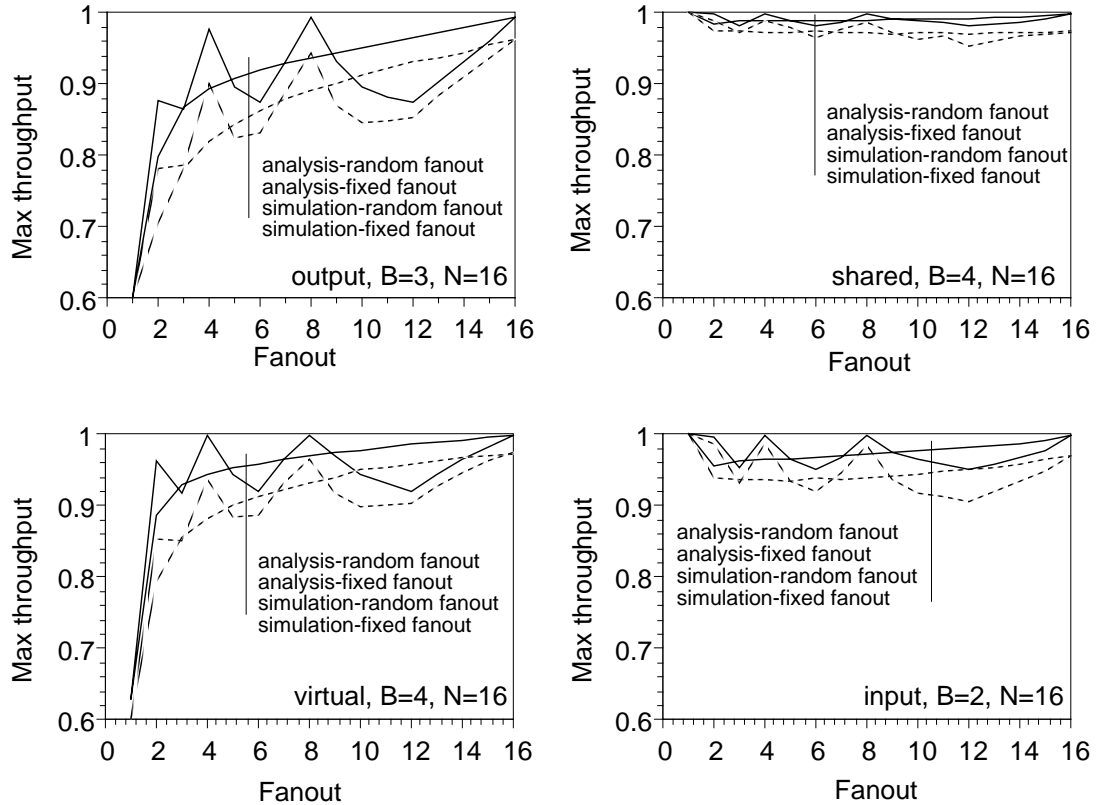 1
0.9
0.8
0.7
0.6
Max throughput
analysis-random fanout
analysis-fixed fanout
simulation-random fanout
simulation-fixed fanout
output, B=3, N=16
0 2 4 6 8 10 12 14 16
Fanout
1
0.9
0.8
0.7
0.6
Max throughput
analysis-random fanout
analysis-fixed fanout
simulation-random fanout
simulation-fixed fanout
shared, B=4, N=16
0 2 4 6 8 10 12 14 16
Fanout
1
0.9
0.8
0.7
0.6
Max throughput
analysis-random fanout
analysis-fixed fanout
simulation-random fanout
simulation-fixed fanout
virtual, B=4, N=16
0 2 4 6 8 10 12 14 16
Fanout
1
0.9
0.8
0.7
0.6
Max throughput
analysis-random fanout
analysis-fixed fanout
simulation-random fanout
simulation-fixed fanout
input, B=2, N=16
0 2 4 6 8 10 12 14 16
Fanout